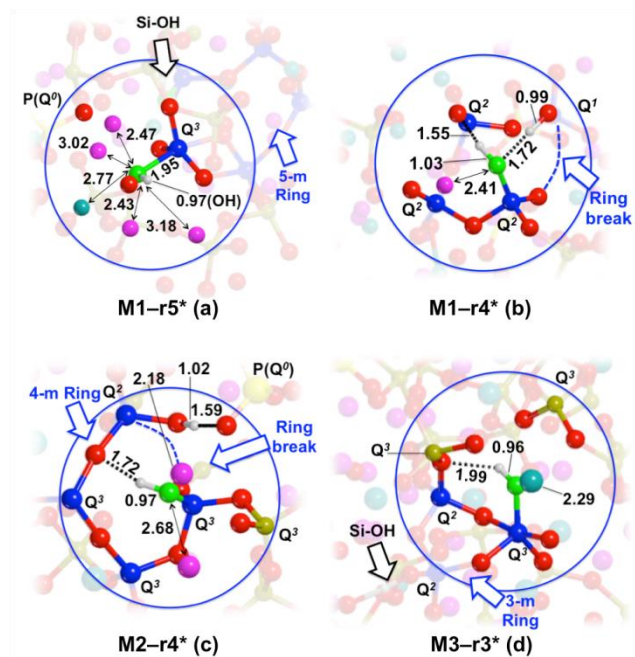 Si-OH
P(Q⁰)
Q³
2.47
3.02
1.95
2.77
0.97(OH)
2.43
3.18
5-m
Ring
M1–r5* (a)
Q²
0.99
Q¹
1.55
1.03
1.72
2.41
Ring
break
Q²
Q²
M1–r4* (b)
4-m Ring
Q²
2.18
1.02
P(Q⁰)
1.59
Ring
break
1.72
0.97
Q³
2.68
Q³
Q³
Q³
M2–r4* (c)
Q³
Q³
0.96
1.99
2.29
Q²
Si-OH
Q³
Q²
3-m
Ring
M3–r3* (d)